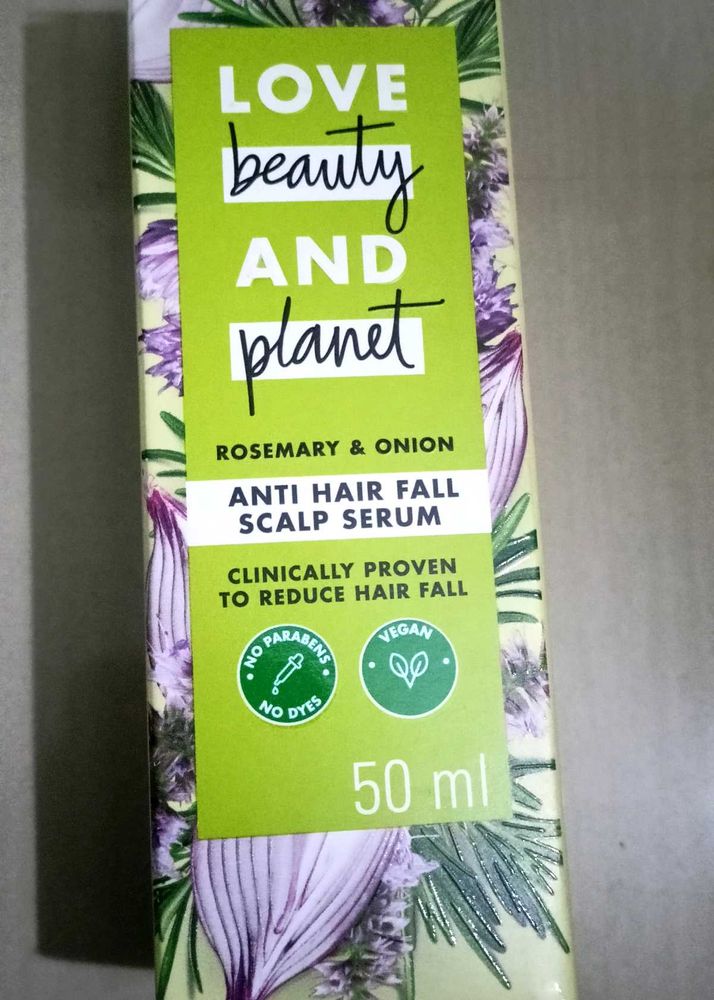 LOVE
beauty
AND
planet
ROSEMARY & ONION
ANTI HAIR FALL
SCALP SERUM
CLINICALLY PROVEN
TO REDUCE HAIR FALL
NO PARABENS
NO DYES
VEGAN
50 ml